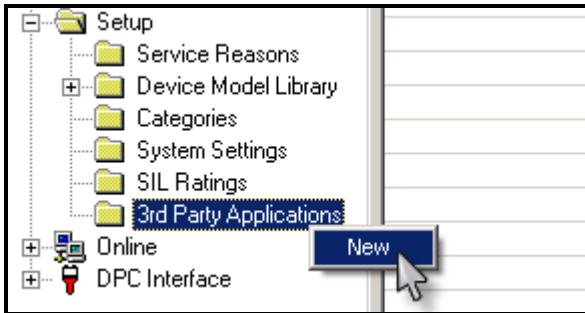 Setup
Service Reasons
Device Model Library
Categories
System Settings
SIL Ratings
3rd Party Applications
Online
New
DPC Interface